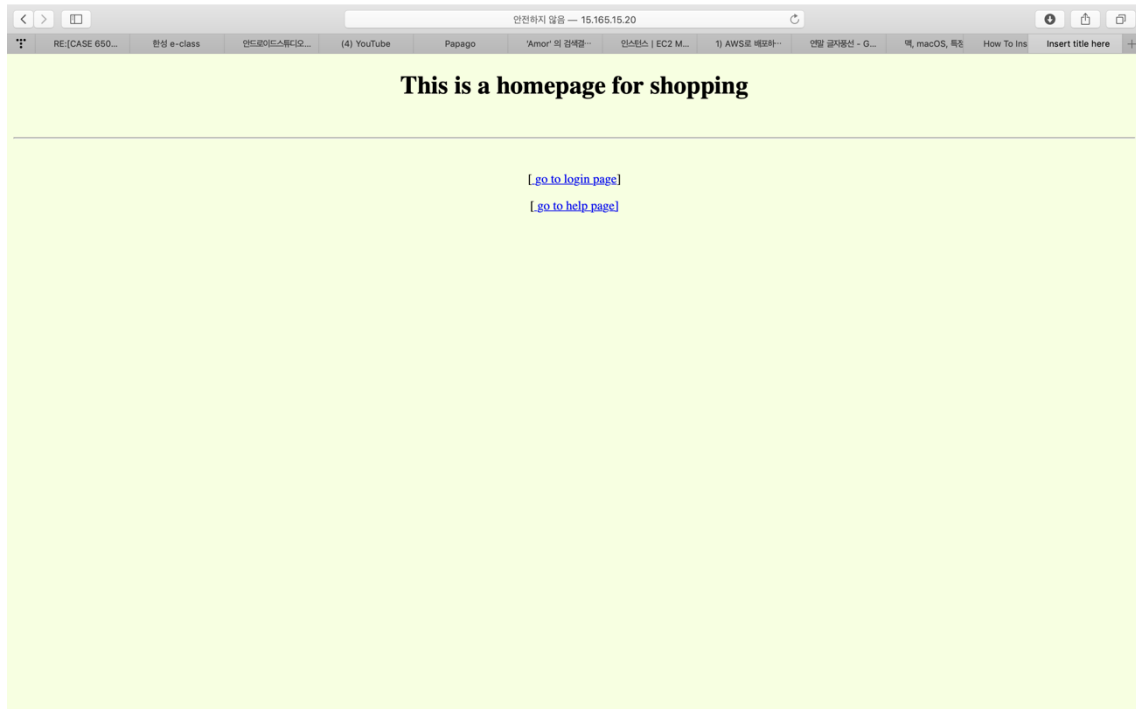 안전하지 않음 — 15.165.15.20
RE:[CASE 650... 한성 e-class 안드로이드스튜디오... (4) YouTube Papago 'Amor' 의 검색결… 인스턴스 | EC2 M... 1) AWS로 배포하… 연말 글자풍선 - G... 맥, macOS, 특정 How To Ins Insert title here
This is a homepage for shopping
[ go to login page]
[ go to help page]